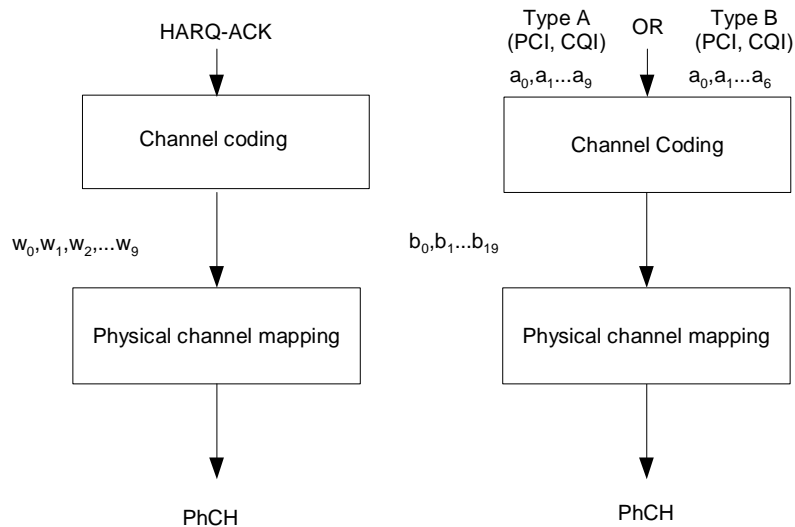 HARQ-ACK
Channel coding
w0,w1,w2,...w9
Physical channel mapping
PhCH
Type A
(PCI, CQI)
a0,a1...a9
OR
Type B
(PCI, CQI)
a0,a1...a6
Channel Coding
b0,b1...b19
Physical channel mapping
PhCH